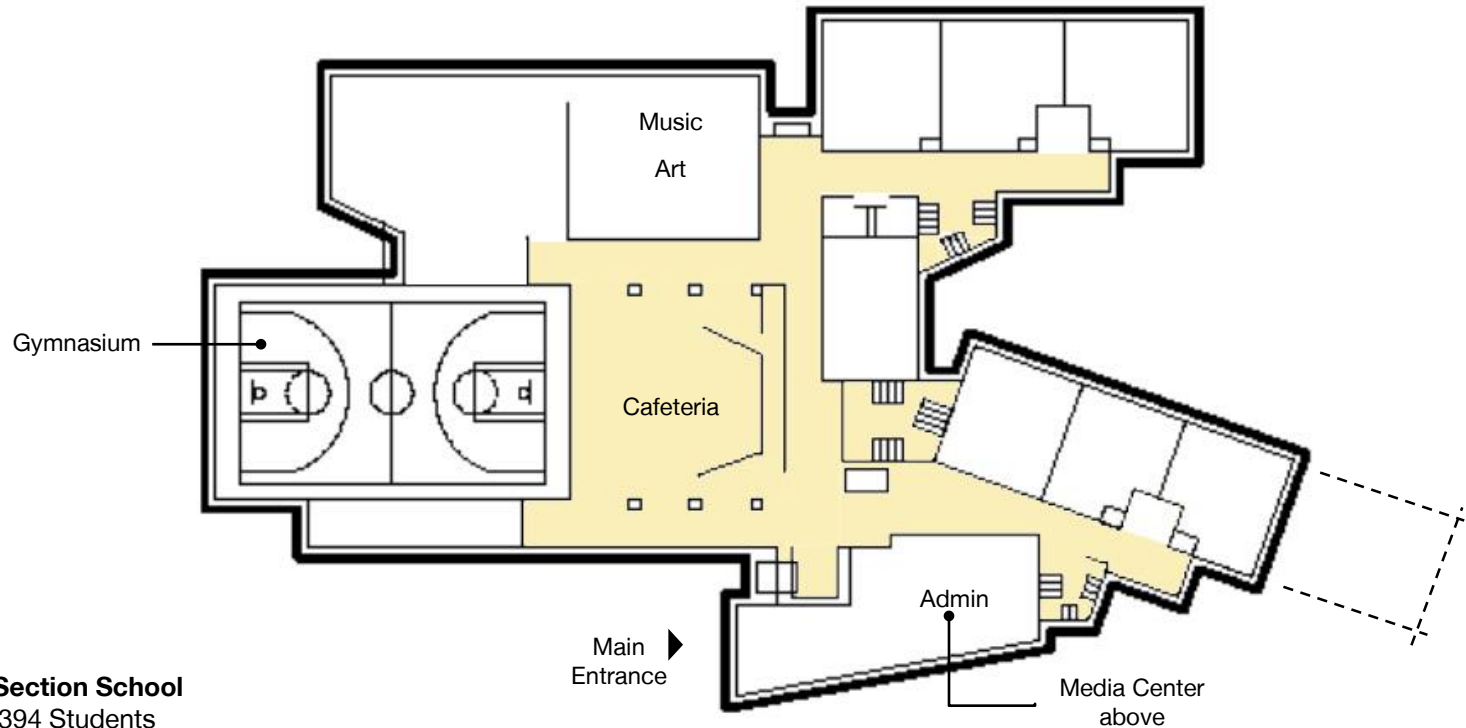 Music
Art
Gymnasium
Cafeteria
Admin
Main
Entrance
Media Center
above
Section School
394 Students